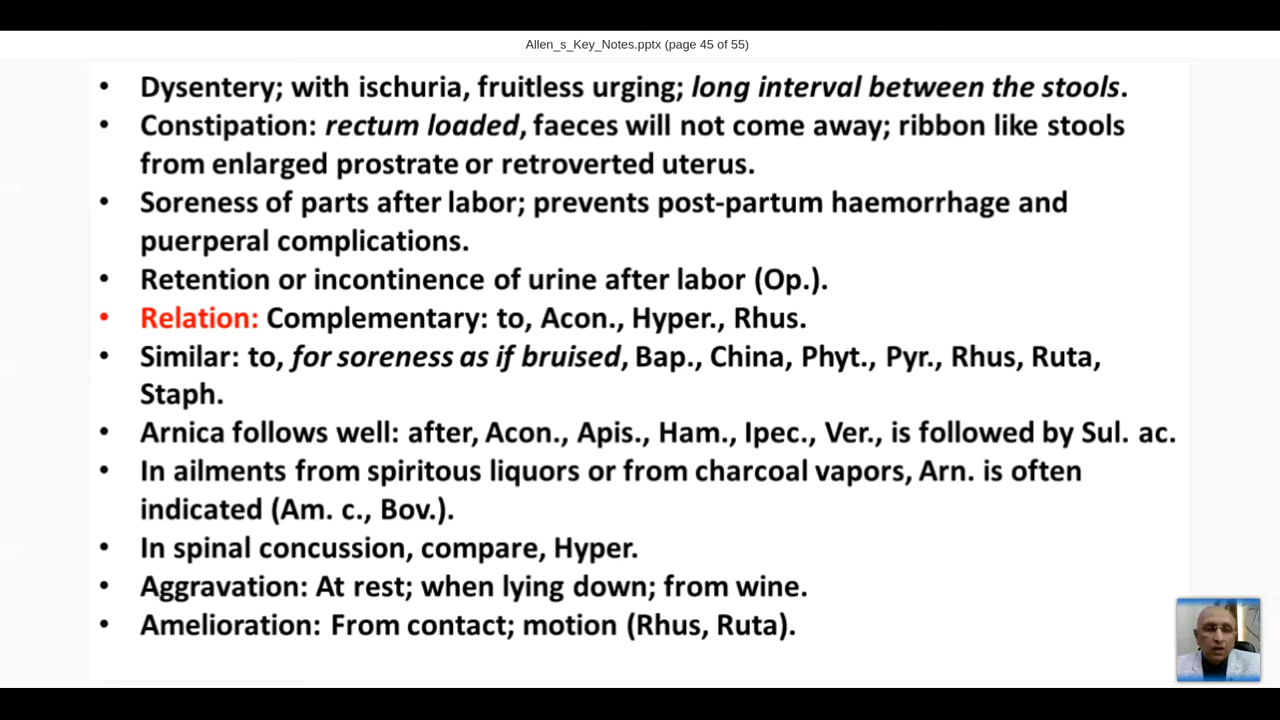 Allen_s_Key_Notes.pptx (page 45 of 55)
• Dysentery; with ischuria, fruitless urging; long interval between the stools.
• Constipation: rectum loaded, faeces will not come away; ribbon like stools
from enlarged prostrate or retroverted uterus.
• Soreness of parts after labor; prevents post-partum haemorrhage and
puerperal complications.
• Retention or incontinence of urine after labor (Op.).
• Relation: Complementary: to, Acon., Hyper., Rhus.
• Similar: to, for soreness as if bruised, Bap., China, Phyt., Pyr., Rhus, Ruta,
Staph.
• Arnica follows well: after, Acon., Apis., Ham., Ipec., Ver., is followed by Sul. ac.
• In ailments from spiritous liquors or from charcoal vapors, Arn. is often
indicated (Am. c., Bov.).
• In spinal concussion, compare, Hyper.
• Aggravation: At rest; when lying down; from wine.
• Amelioration: From contact; motion (Rhus, Ruta).